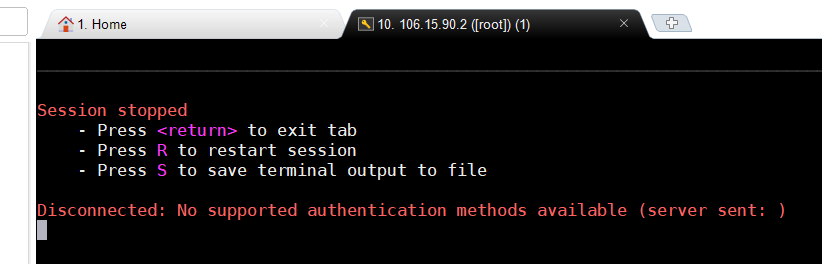 1. Home
10. 106.15.90.2 ([root]) (1)
Session stopped
- Press <return> to exit tab
- Press R to restart session
- Press S to save terminal output to file
Disconnected: No supported authentication methods available (server sent: )